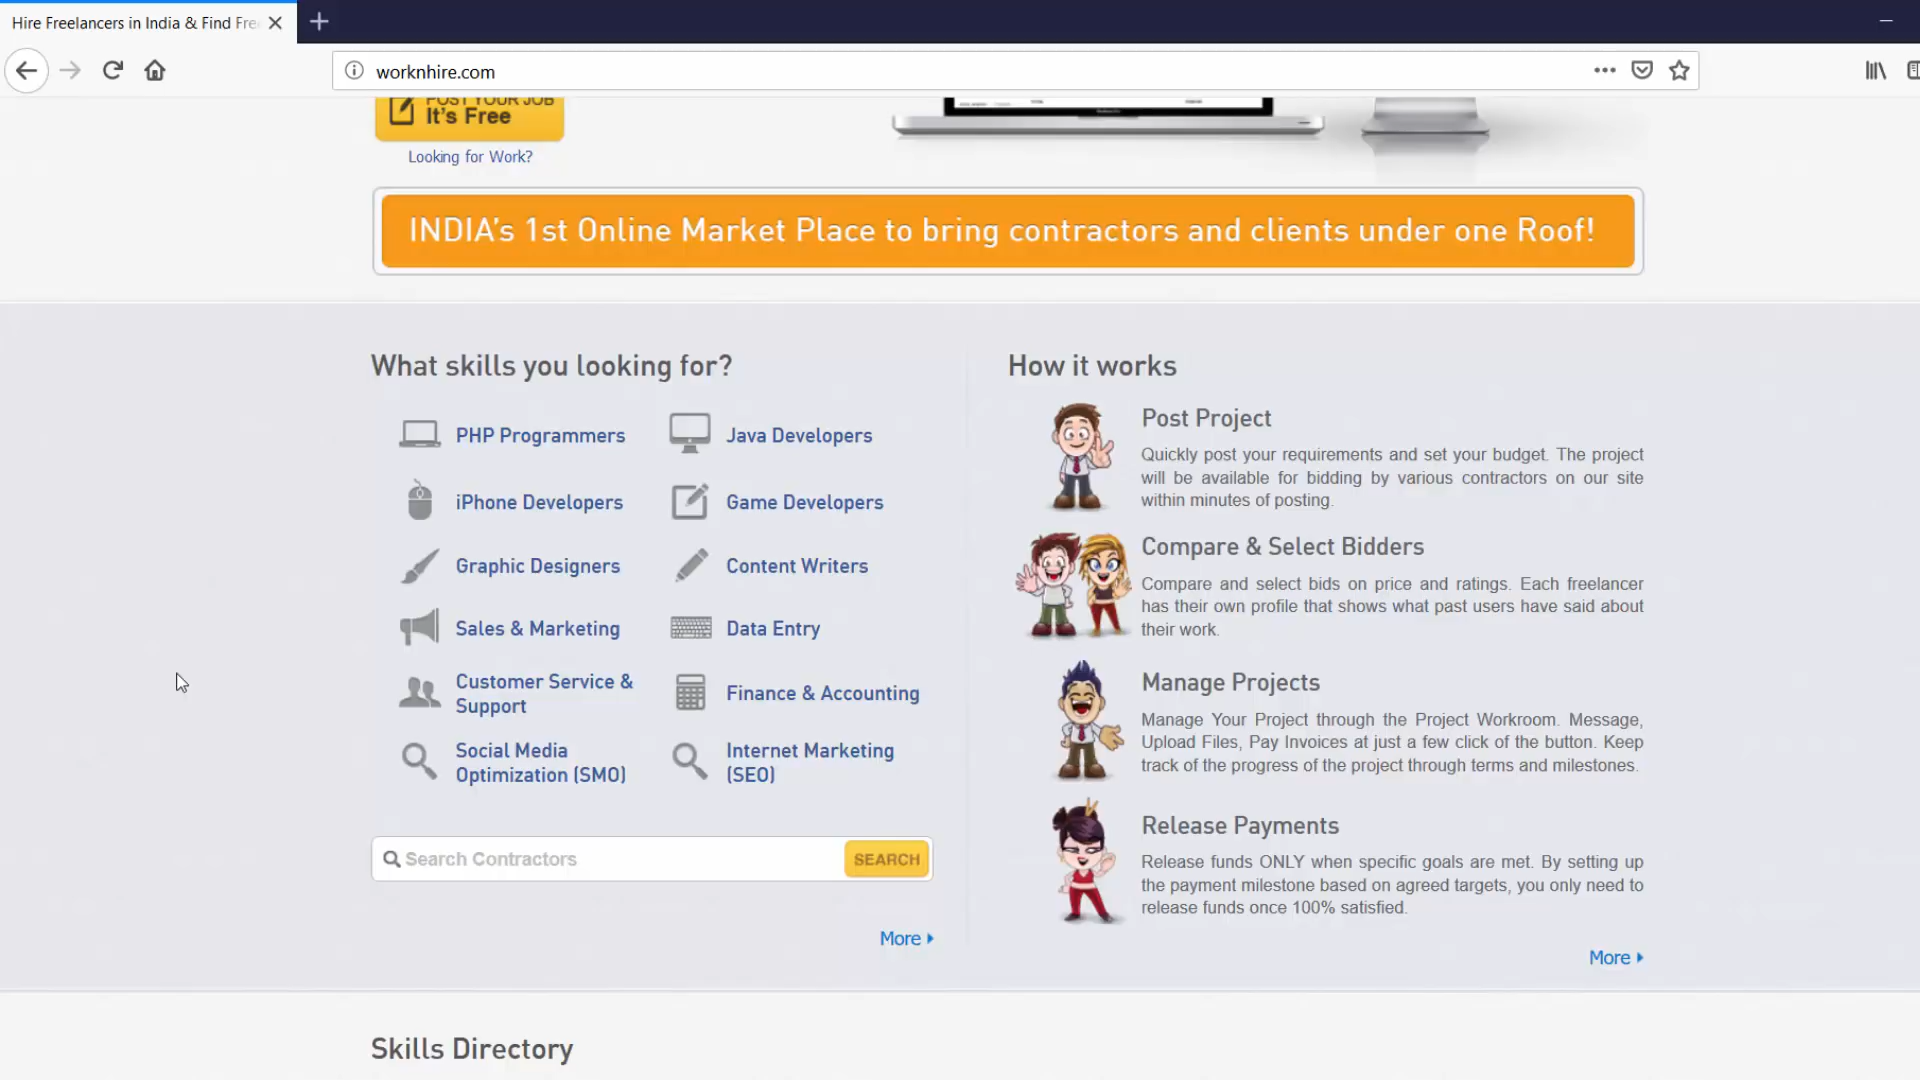 Hire Freelancers in India & Find Fre
worknhire.com
POST YOUR JOB
It's Free
Looking for Work?
INDIA's 1st Online Market Place to bring contractors and clients under one Roof!
What skills you looking for?
PHP Programmers
Java Developers
iPhone Developers
Game Developers
Graphic Designers
Content Writers
Sales & Marketing
Data Entry
Customer Service &
Support
Finance & Accounting
Social Media
Optimization (SMO)
Internet Marketing
(SEO)
Search Contractors
SEARCH
More
How it works
Post Project
Quickly post your requirements and set your budget. The project
will be available for bidding by various contractors on our site
within minutes of posting.
Compare & Select Bidders
Compare and select bids on price and ratings. Each freelancer
has their own profile that shows what past users have said about
their work.
Manage Projects
Manage Your Project through the Project Workroom. Message,
Upload Files, Pay Invoices at just a few click of the button. Keep
track of the progress of the project through terms and milestones.
Release Payments
Release funds ONLY when specific goals are met. By setting up
the payment milestone based on agreed targets, you only need to
release funds once 100% satisfied.
More
Skills Directory